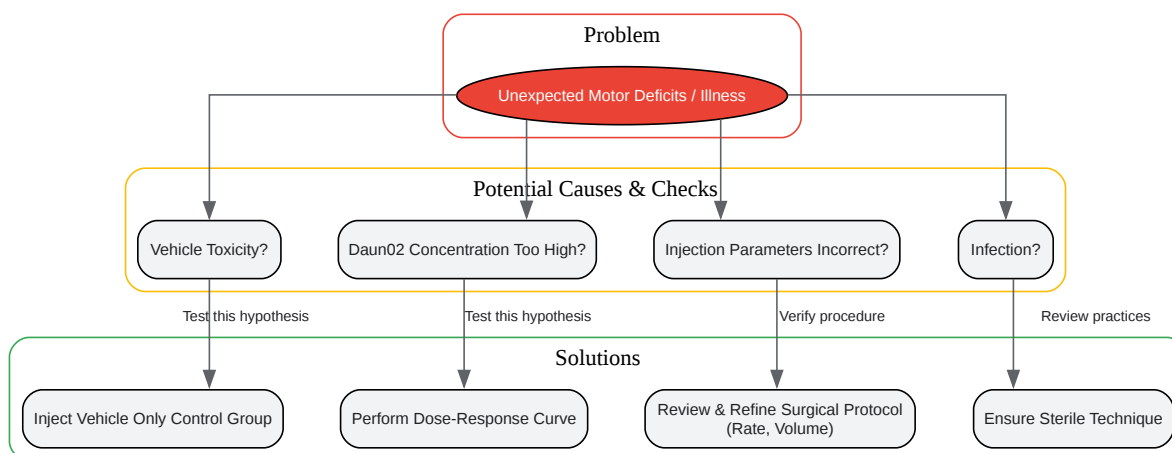 Problem
Unexpected Motor Deficits / Illness
Potential Causes & Checks
Vehicle Toxicity?
Daun02 Concentration Too High?
Injection Parameters Incorrect?
Infection?
Test this hypothesis
Test this hypothesis
Verify procedure
Review practices
Solutions
Inject Vehicle Only Control Group
Perform Dose-Response Curve
Review & Refine Surgical Protocol
(Rate, Volume)
Ensure Sterile Technique